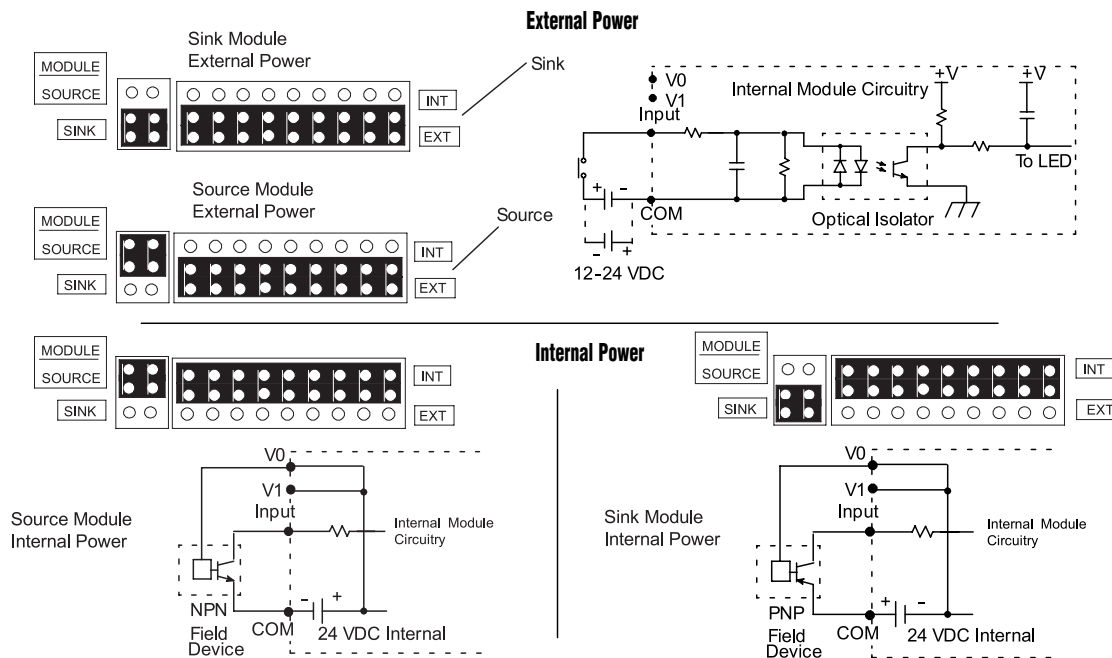 External Power
Sink Module
External Power
MODULE
SOURCE
SINK
INT
EXT
Sink
Source Module
External Power
MODULE
SOURCE
SINK
INT
EXT
Source
V0
V1
Input
Internal Module Circuitry
+V
+V
To LED
+ -
COM
Optical Isolator
- +
12–24 VDC
Internal Power
MODULE
SOURCE
SINK
INT
EXT
V0
V1
Input
Source Module
Internal Power
Internal Module
Circuitry
NPN
Field
Device
- +
COM
24 VDC Internal
MODULE
SOURCE
SINK
INT
EXT
V0
V1
Input
Sink Module
Internal Power
Internal Module
Circuitry
PNP
Field
Device
+ -
COM
24 VDC Internal